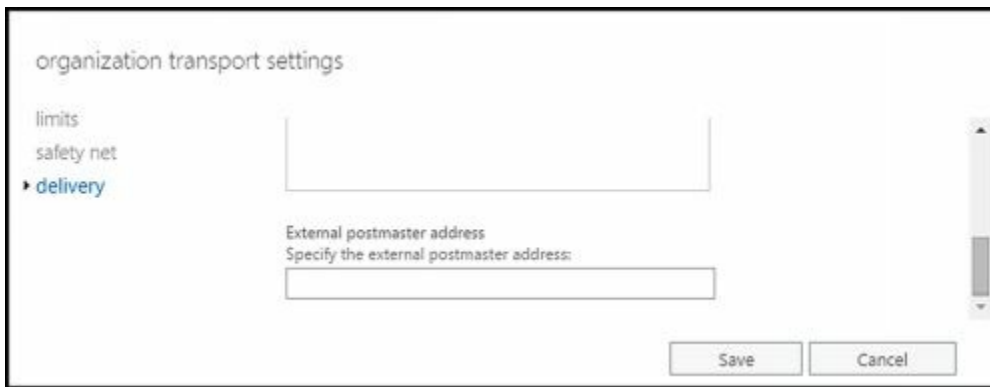 organization transport settings
limits
safety net
delivery
External postmaster address
Specify the external postmaster address:
Save
Cancel